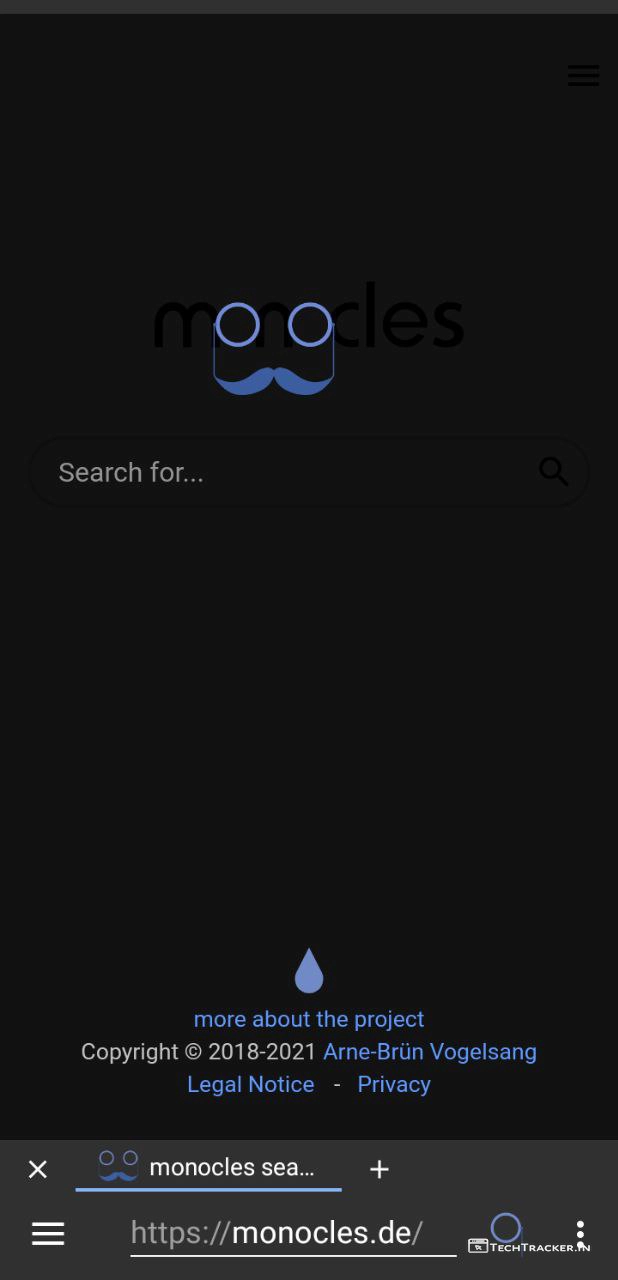 monocles
Search for...
more about the project
Copyright © 2018-2021 Arne-Brün Vogelsang
Legal Notice - Privacy
monocles sea...
https://monocles.de/
TECHTRACKER.IN